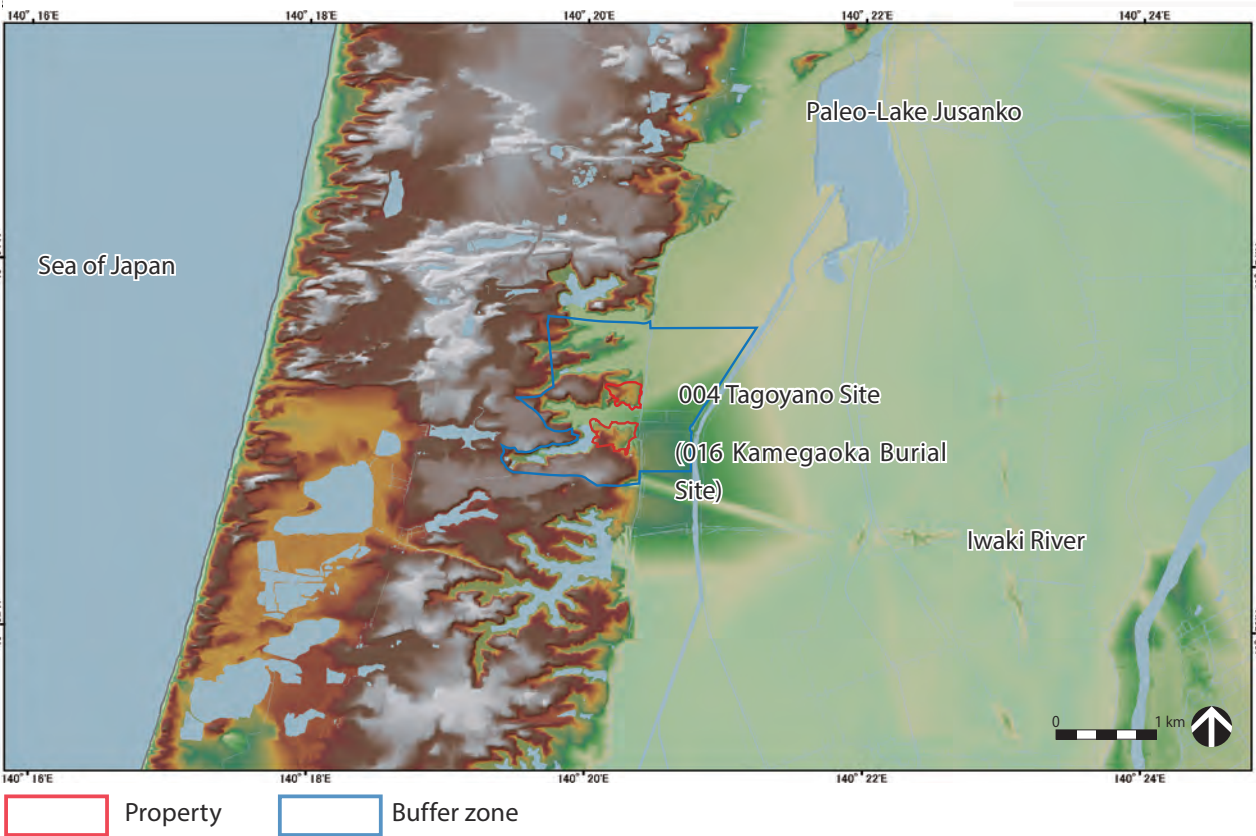 140° 16'E 140° 18'E 140° 20'E 140° 22'E 140° 24'E
Paleo-Lake Jusanko
Sea of Japan
004 Tagoyano Site
(016 Kamegaoka Burial
Site)
Iwaki River
0 1 km
140° 16'E 140° 18'E 140° 20'E 140° 22'E 140° 24'E
Property Buffer zone